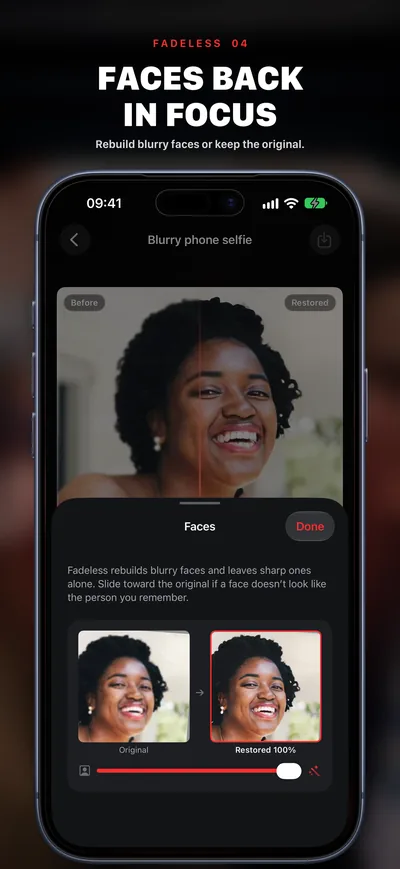 FADELESS 04
FACES BACK
IN FOCUS
Rebuild blurry faces or keep the original.
09:41
Blurry phone selfie
Before
Restored
Faces
Done
Fadeless rebuilds blurry faces and leaves sharp ones
alone. Slide toward the original if a face doesn’t look like
the person you remember.
Original
Restored 100%